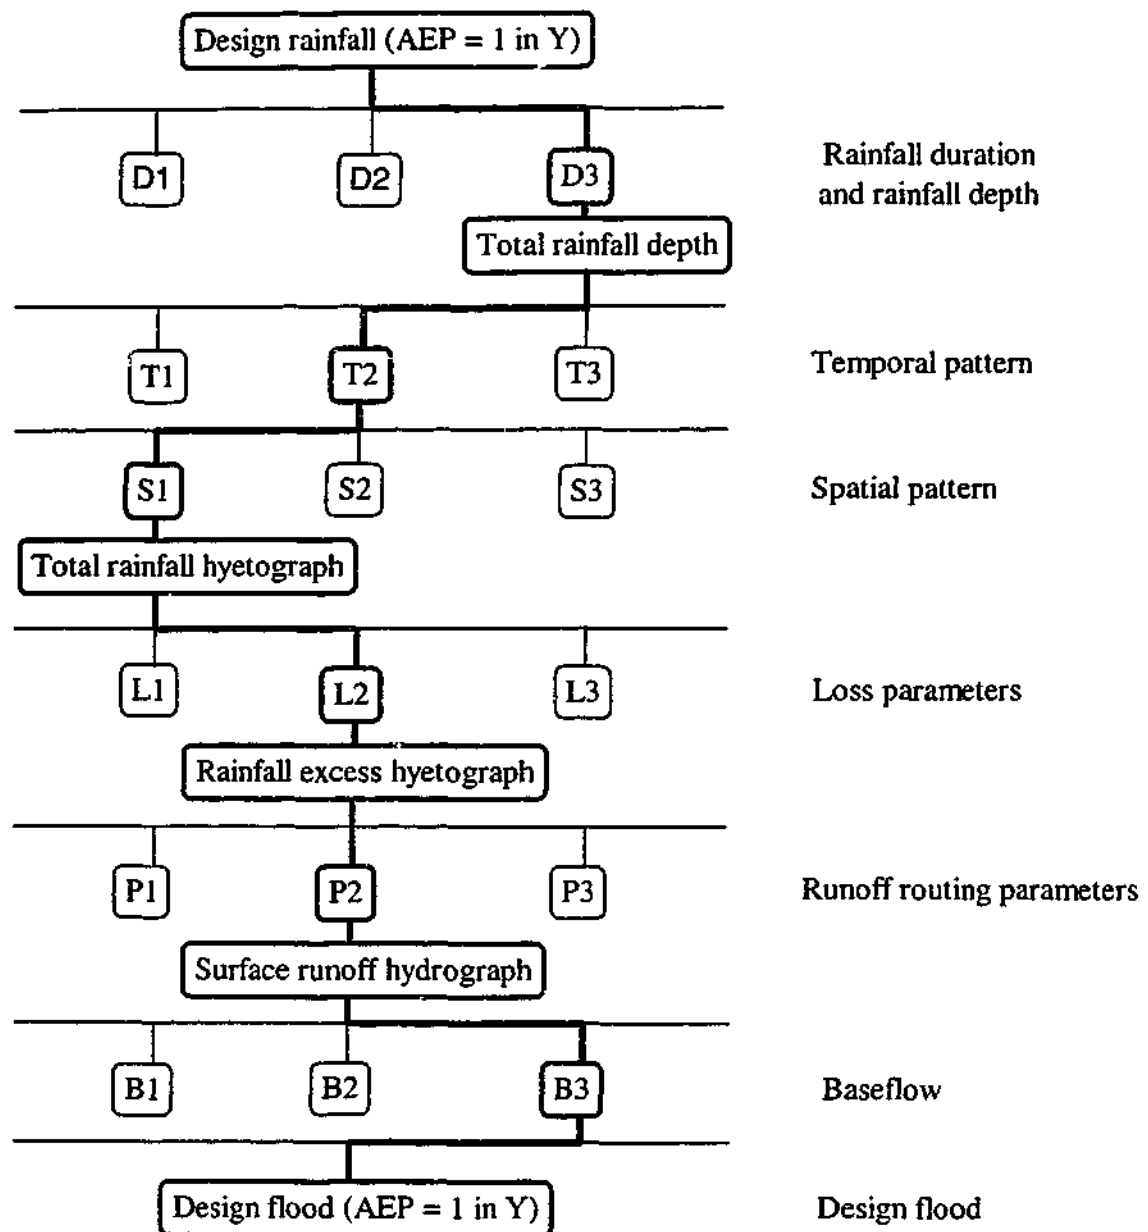 Design rainfall (AEP = 1 in Y)
D1
D2
D3
Rainfall duration
and rainfall depth
Total rainfall depth
T1
T2
T3
Temporal pattern
S1
S2
S3
Spatial pattern
Total rainfall hyetograph
L1
L2
L3
Loss parameters
Rainfall excess hyetograph
P1
P2
P3
Runoff routing parameters
Surface runoff hydrograph
B1
B2
B3
Baseflow
Design flood (AEP = 1 in Y)
Design flood